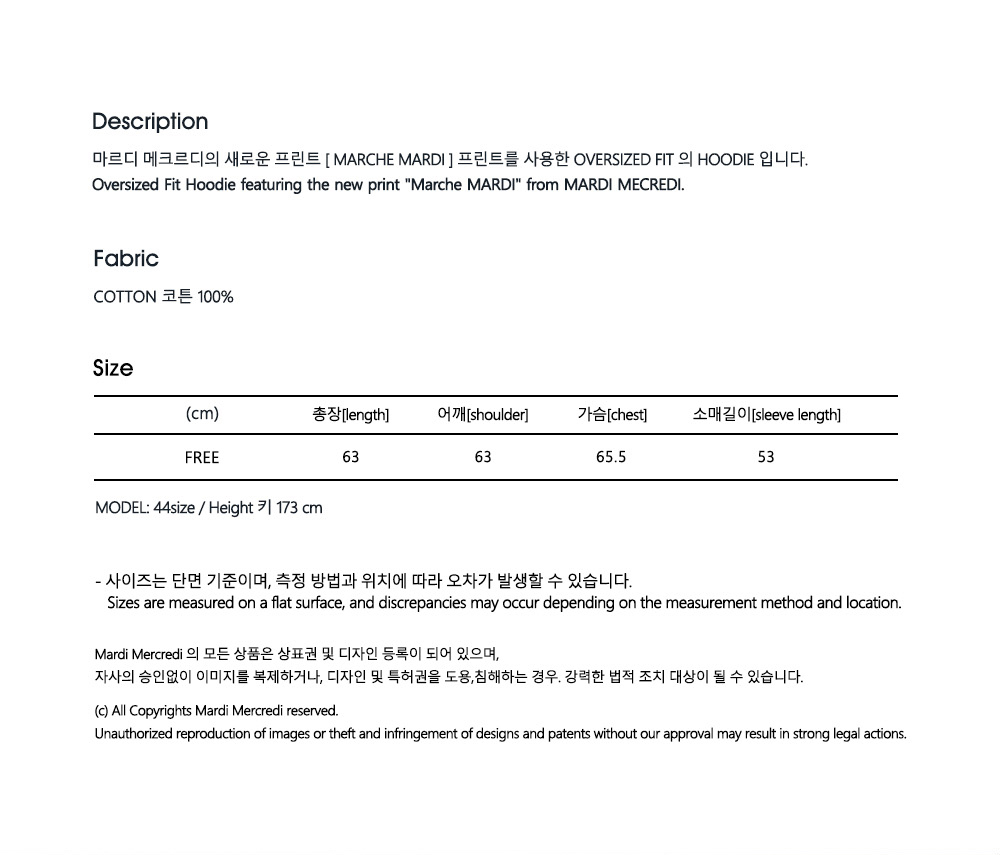 Description
마르디 메크르디의 새로운 프린트 [ MARCHE MARDI ] 프린트를 사용한 OVERSIZED FIT 의 HOODIE 입니다.
Oversized Fit Hoodie featuring the new print "Marche MARDI" from MARDI MECREDI.
Fabric
COTTON 코튼 100%
Size
(cm) 총장[length] 어깨[shoulder] 가슴[chest] 소매길이[sleeve length]
FREE 63 63 65.5 53
MODEL: 44size / Height 키 173 cm
- 사이즈는 단면 기준이며, 측정 방법과 위치에 따라 오차가 발생할 수 있습니다.
Sizes are measured on a flat surface, and discrepancies may occur depending on the measurement method and location.
Mardi Mercredi 의 모든 상품은 상표권 및 디자인 등록이 되어 있으며,
자사의 승인없이 이미지를 복제하거나, 디자인 및 특허권을 도용,침해하는 경우. 강력한 법적 조치 대상이 될 수 있습니다.
(c) All Copyrights Mardi Mercredi reserved.
Unauthorized reproduction of images or theft and infringement of designs and patents without our approval may result in strong legal actions.